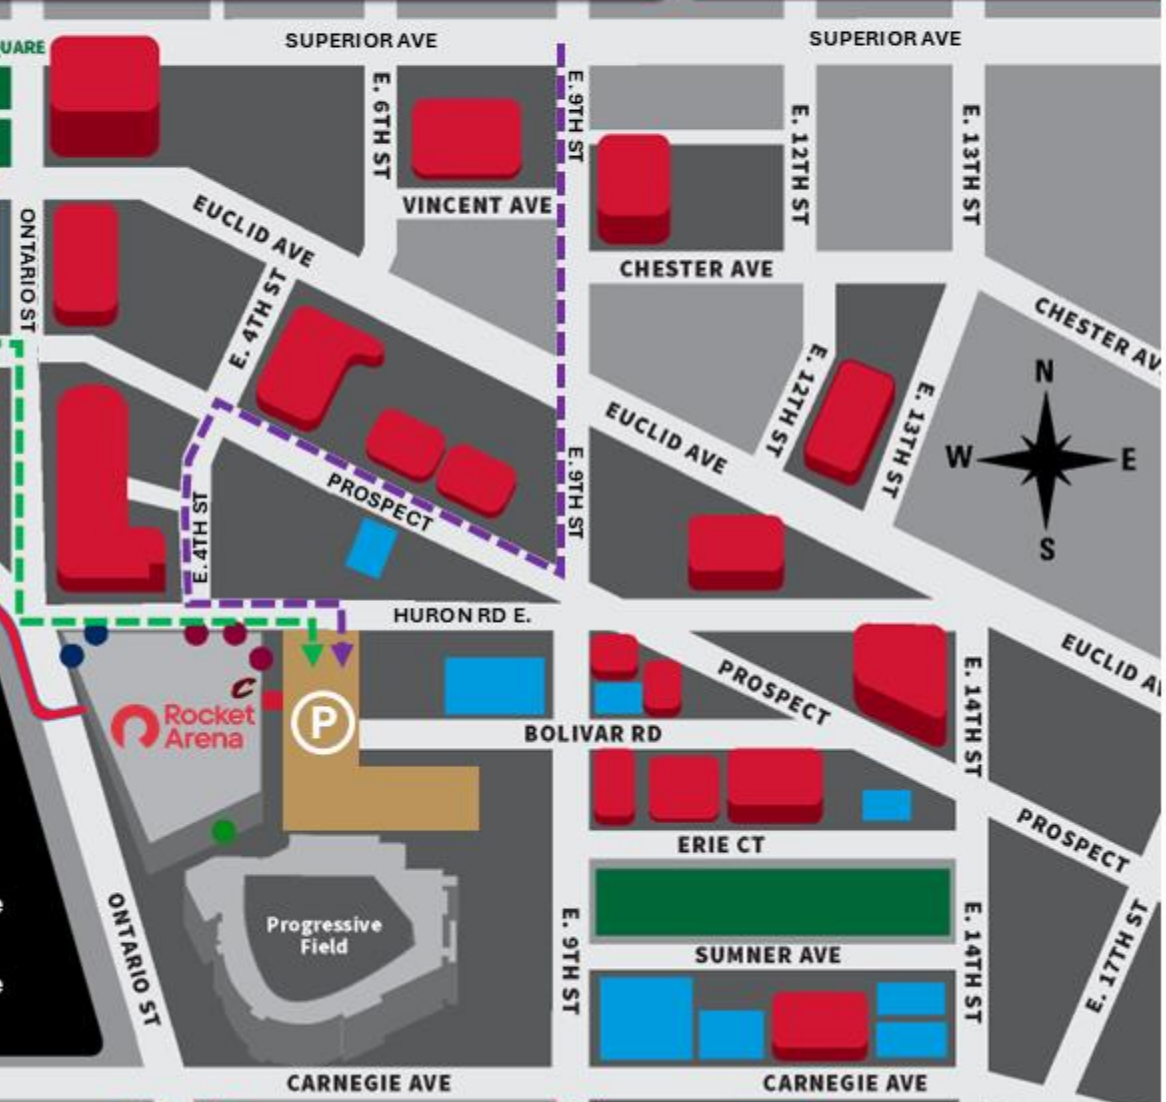 SUPERIOR AVE
SUPERIOR AVE
UARE
E. 6TH ST
E. 9TH ST
E. 12TH ST
E. 13TH ST
VINCENT AVE
EUCLID AVE
ONTARIO ST
CHESTER AVE
E. 4TH ST
CHESTER AV
E. 12TH ST
E. 13TH ST
N
W
E
S
EUCLID AVE
E. 9TH ST
PROSPECT
E. 4TH ST
HURON RD E.
EUCLID AV
PROSPECT
E. 14TH ST
C
Rocket
Arena
P
BOLIVAR RD
PROSPECT
ERIE CT
Progressive
Field
ONTARIO ST
E. 9TH ST
SUMNER AVE
E. 14TH ST
E. 17TH ST
e
e
CARNEGIE AVE
CARNEGIE AVE